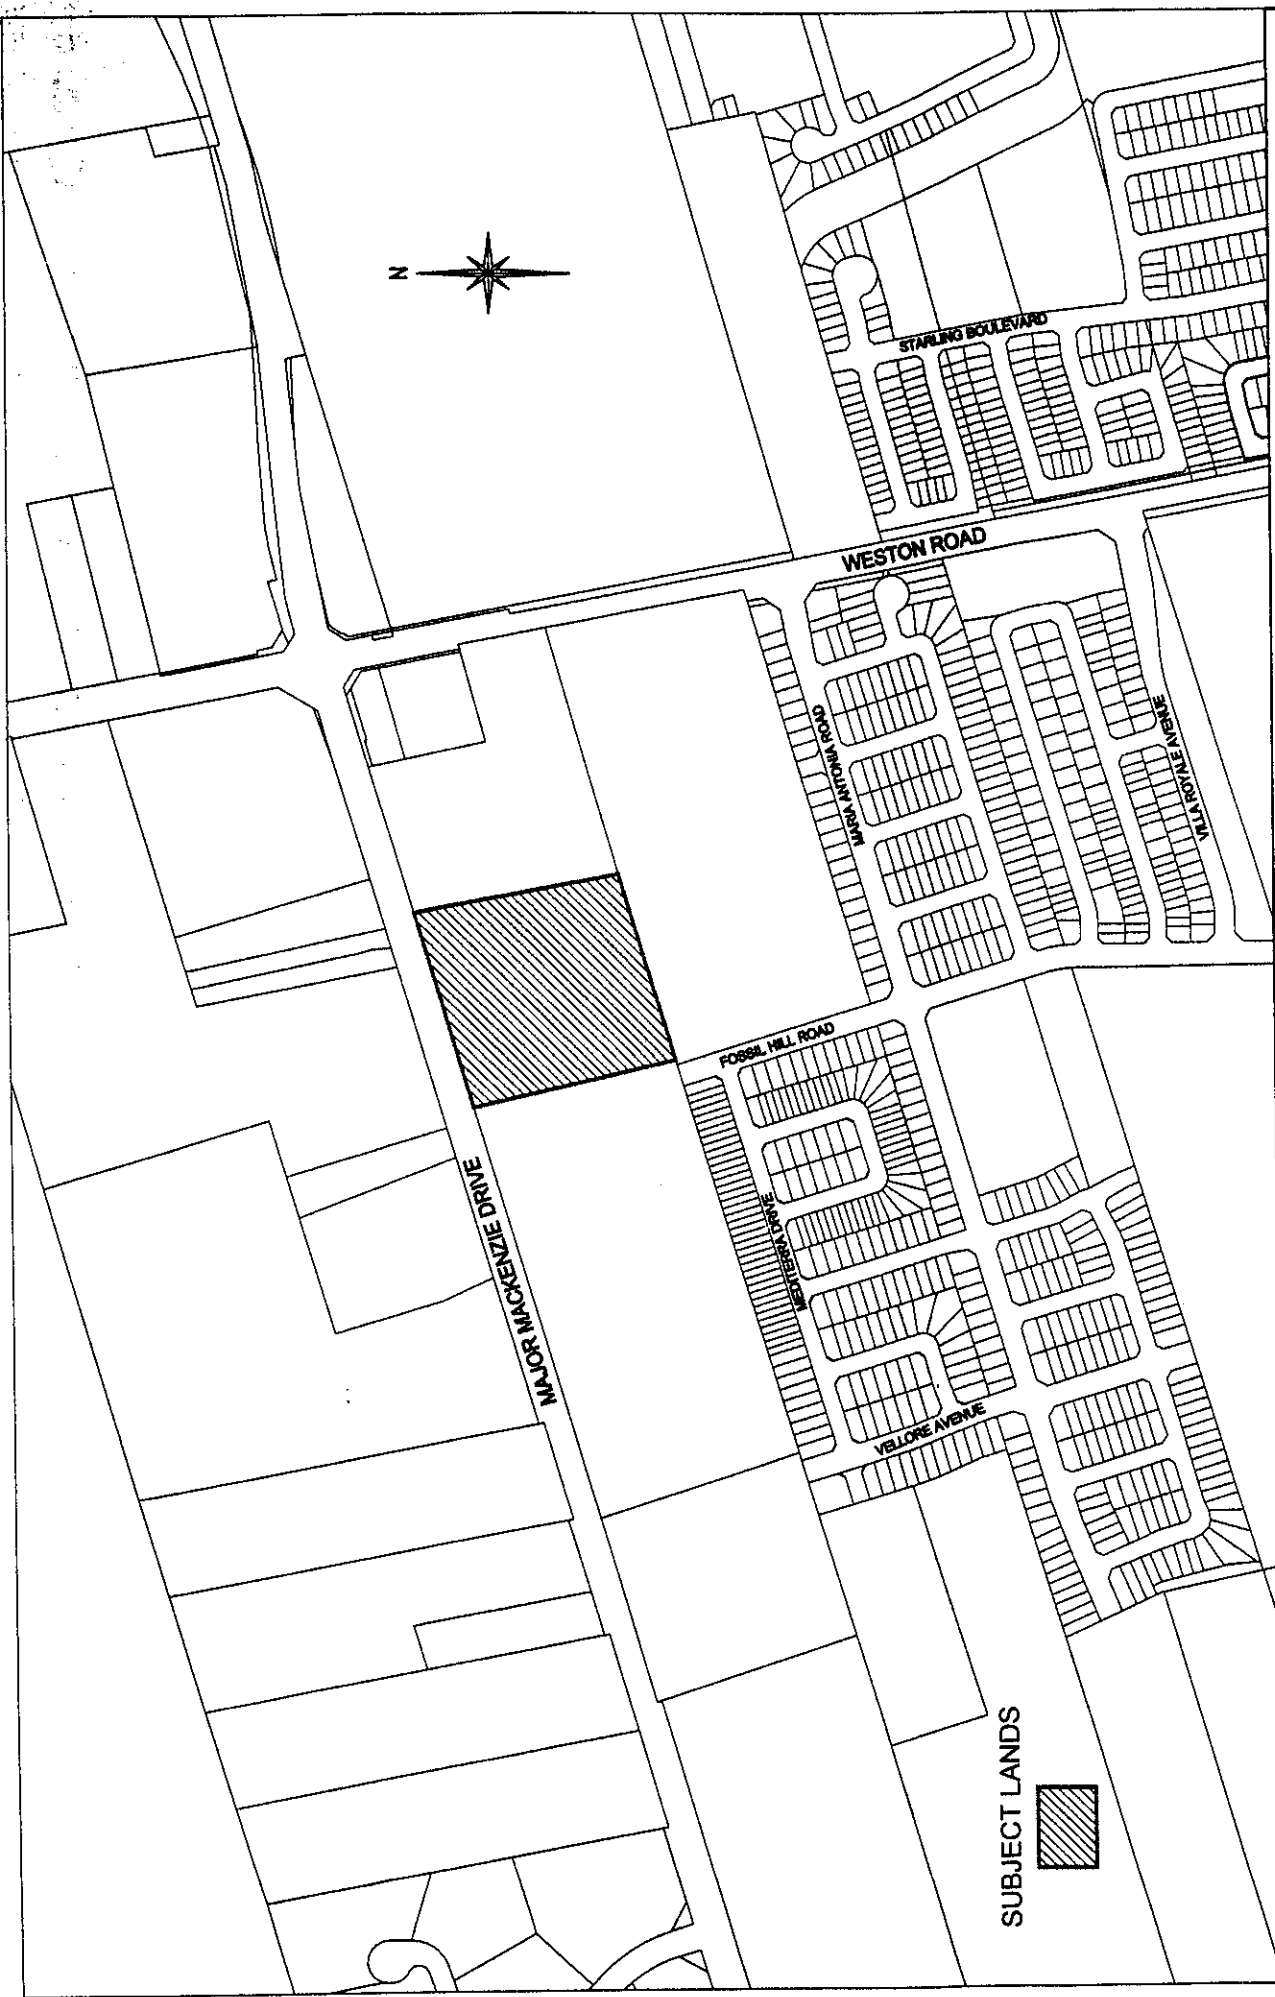 N
STARLING BOULEVARD
WESTON ROAD
MARIA ANTONIA ROAD
VILLA ROYALE AVENUE
FOSSIL HILL ROAD
MAJOR MACKENZIE DRIVE
MEDITERRA DRIVE
VELLORE AVENUE
SUBJECT LANDS